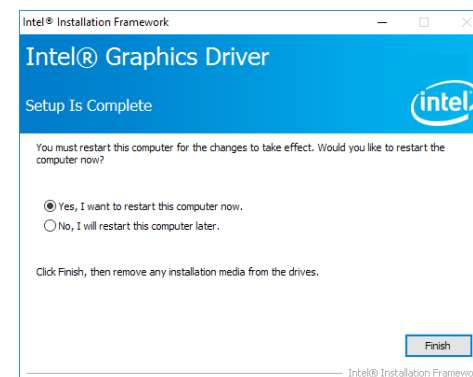 Intel® Installation Framework
Intel® Graphics Driver
Setup Is Complete
intel
You must restart this computer for the changes to take effect. Would you like to restart the
computer now?
Yes, I want to restart this computer now.
No, I will restart this computer later.
Click Finish, then remove any installation media from the drives.
Finish
Intel® Installation Framewo